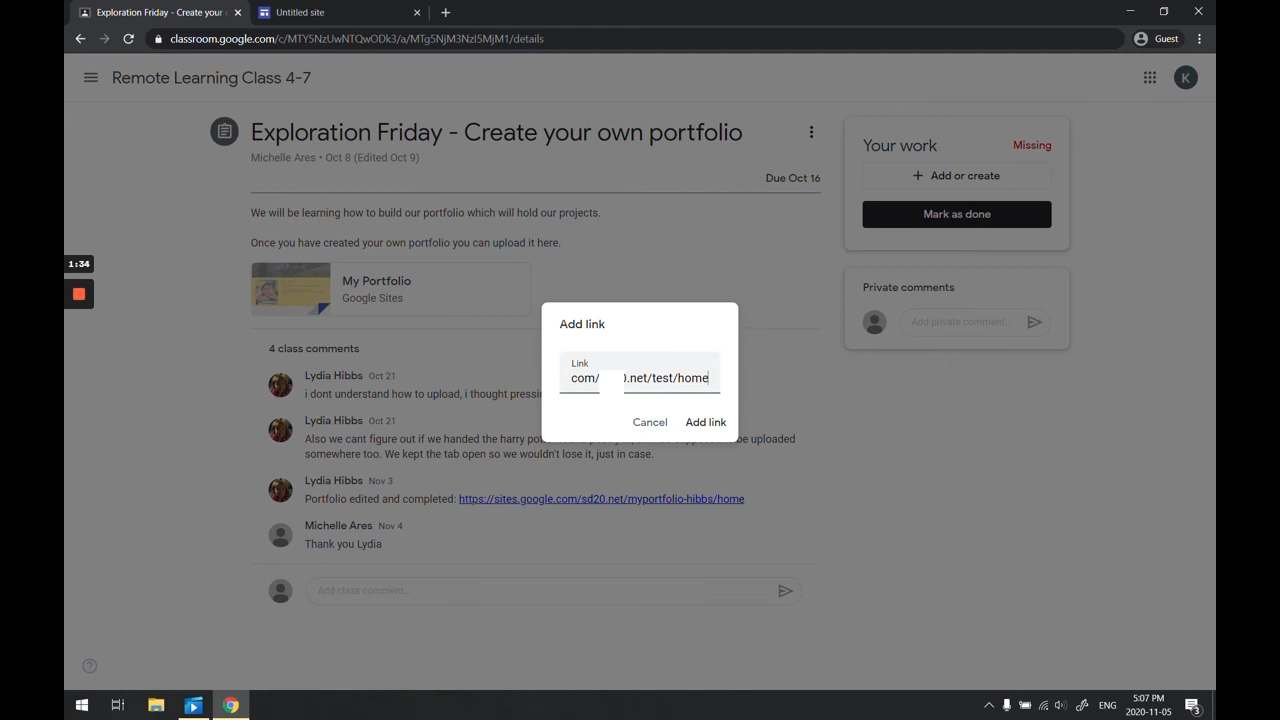 Exploration Friday - Create your
Untitled site
classroom.google.com/c/MTY5NzUwNTQwODk3/a/MTg5NjM3NzI5MjM1/details
Guest
Remote Learning Class 4-7
K
Exploration Friday - Create your own portfolio
Michelle Ares • Oct 8 (Edited Oct 9)
Due Oct 16
We will be learning how to build our portfolio which will hold our projects.
Once you have created your own portfolio you can upload it here.
My Portfolio
Google Sites
4 class comments
Lydia Hibbs Oct 21
i dont understand how to upload, i thought pressin
Lydia Hibbs Oct 21
Also we cant figure out if we handed the harry be uploaded
somewhere too. We kept the tab open so we wouldn't lose it, just in case.
Lydia Hibbs Nov 3
Portfolio edited and completed: https://sites.google.com/sd20.net/myportfolio-hibbs/home
Michelle Ares Nov 4
Thank you Lydia
Add class comment...
Your work
Missing
+ Add or create
Mark as done
Private comments
Add private comment...
Add link
Link
com/ .net/test/home
Cancel
Add link
1:34
ENG
5:07 PM
2020-11-05
3